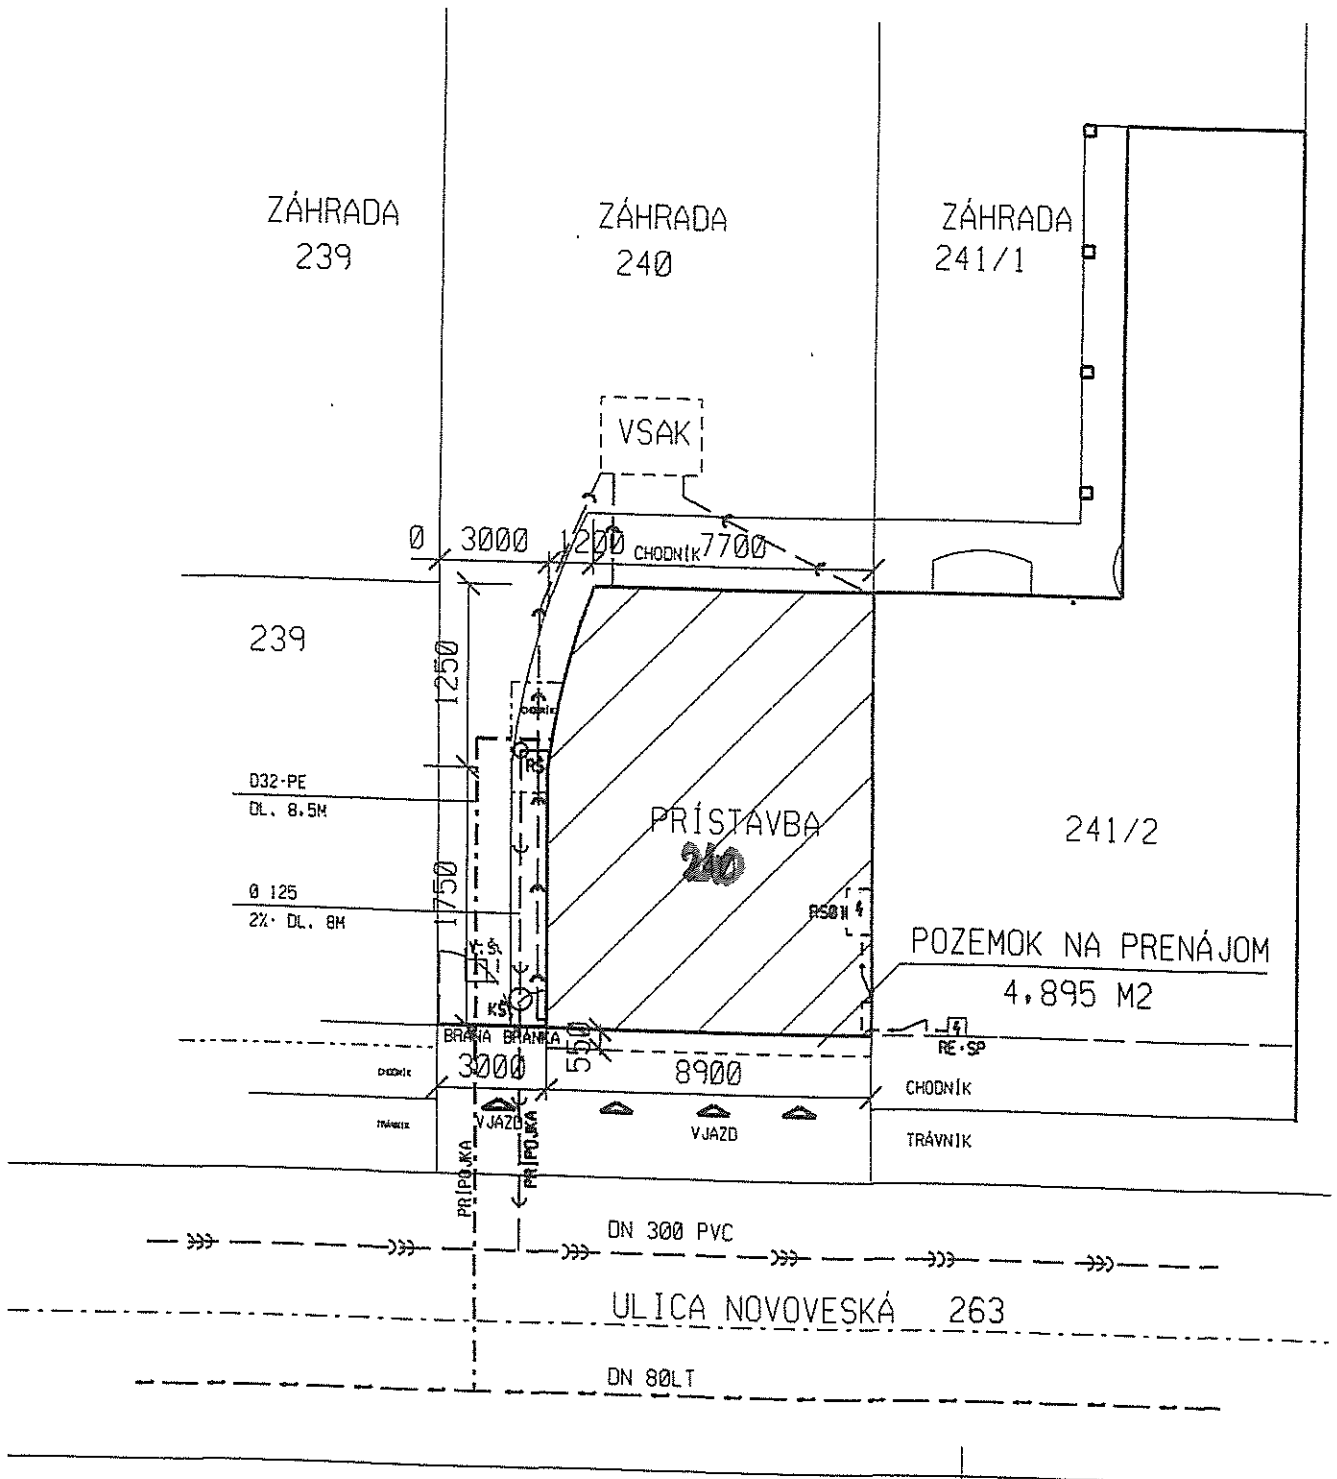 ZÁHRADA
239
ZÁHRADA
240
ZÁHRADA
241/1
VSAK
0
3000
1200
CHODNÍK
7700
239
1250
CHODNÍK
RŠ
D32-PE
DL. 8.5M
PRÍSTAVBA
240
241/2
1750
Ø 125
2%. DL. 8M
V.Š.
KŠ
POZEMOK NA PRENÁJOM
4,895 M2
BRÁNA
BRÁNKA
550
RE.SP
CHODNÍK
3000
8900
CHODNÍK
VJAZD
VJAZD
TRÁVNIK
TRÁVNIK
PRÍPOJKA
PRÍPOJKA
DN 300 PVC
ULICA NOVOVESKÁ 263
DN 80LT